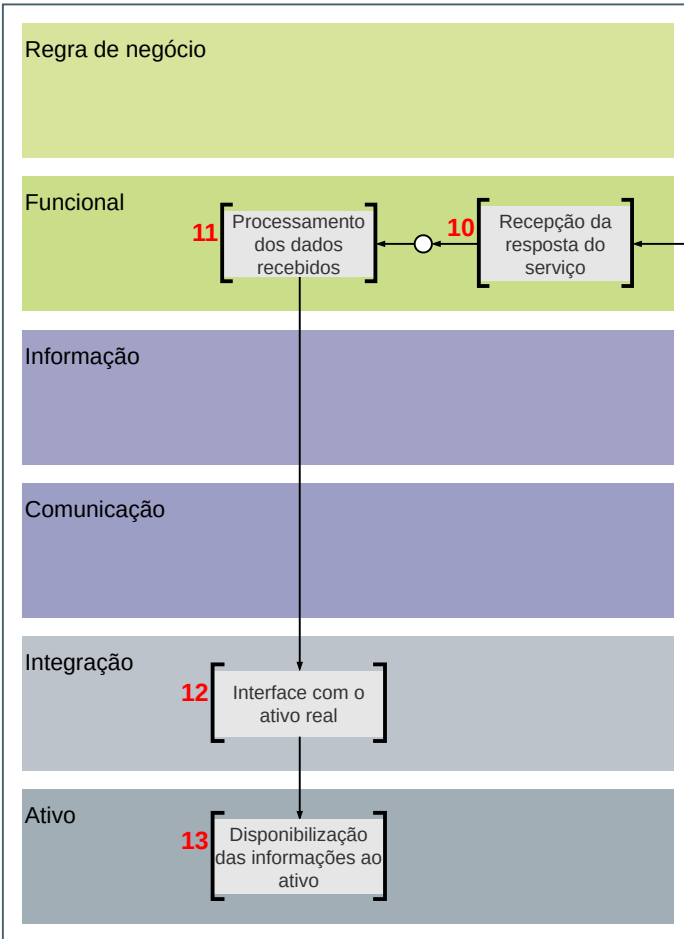 Regra de negócio
Funcional
11
Processamento
dos dados
recebidos
10
Recepção da
resposta do
serviço
Informação
Comunicação
Integração
12
Interface com o
ativo real
Ativo
13
Disponibilização
das informações ao
ativo